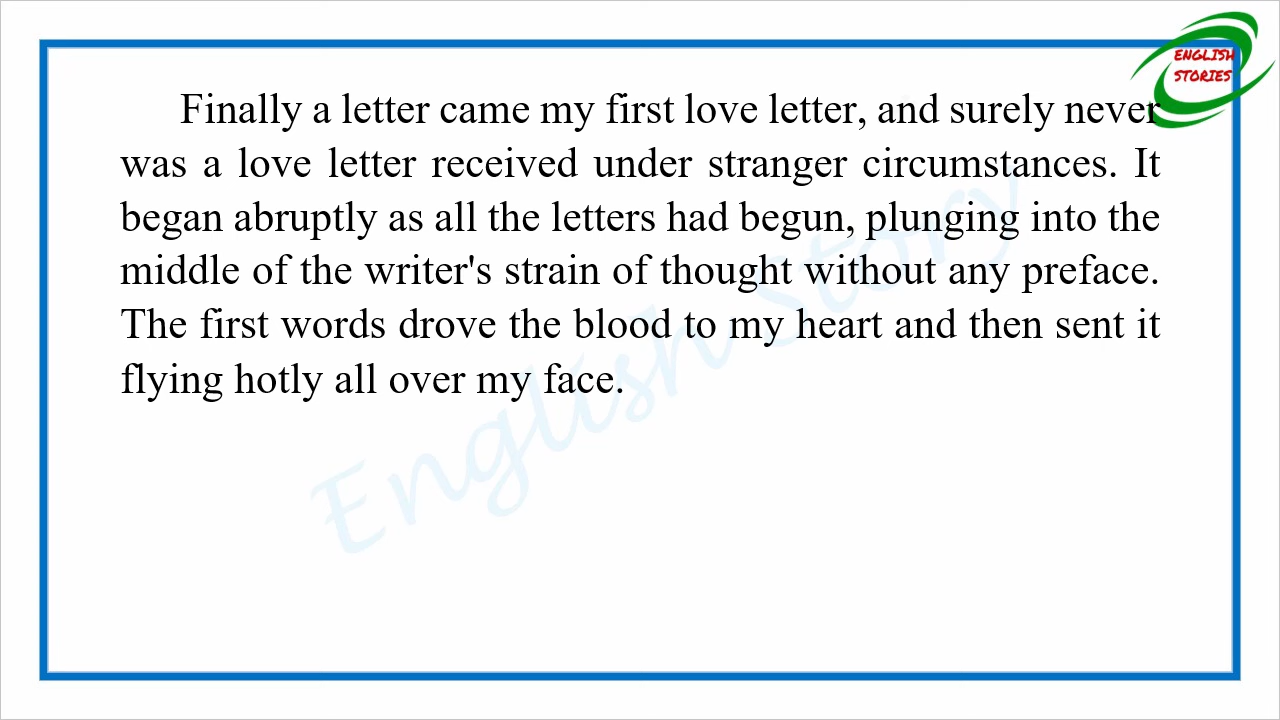 ENGLISH
STORIES
Finally a letter came my first love letter, and surely never
was a love letter received under stranger circumstances. It
began abruptly as all the letters had begun, plunging into the
middle of the writer's strain of thought without any preface.
The first words drove the blood to my heart and then sent it
flying hotly all over my face.
English Story